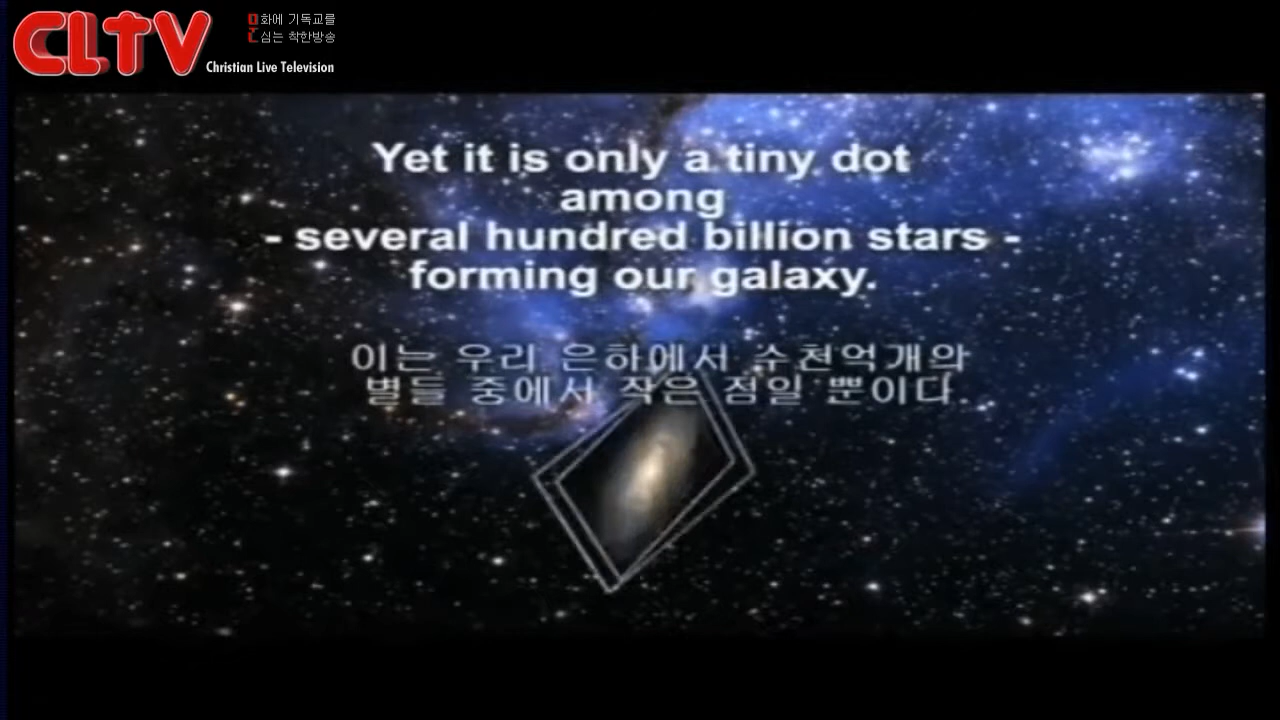 CLTV
문화에 기독교를
심는 착한방송
Christian Live Television
Yet it is only a tiny dot
among
- several hundred billion stars -
forming our galaxy.
이는 우리 은하에서 수천억개의
별들 중에서 작은 점일 뿐이다.